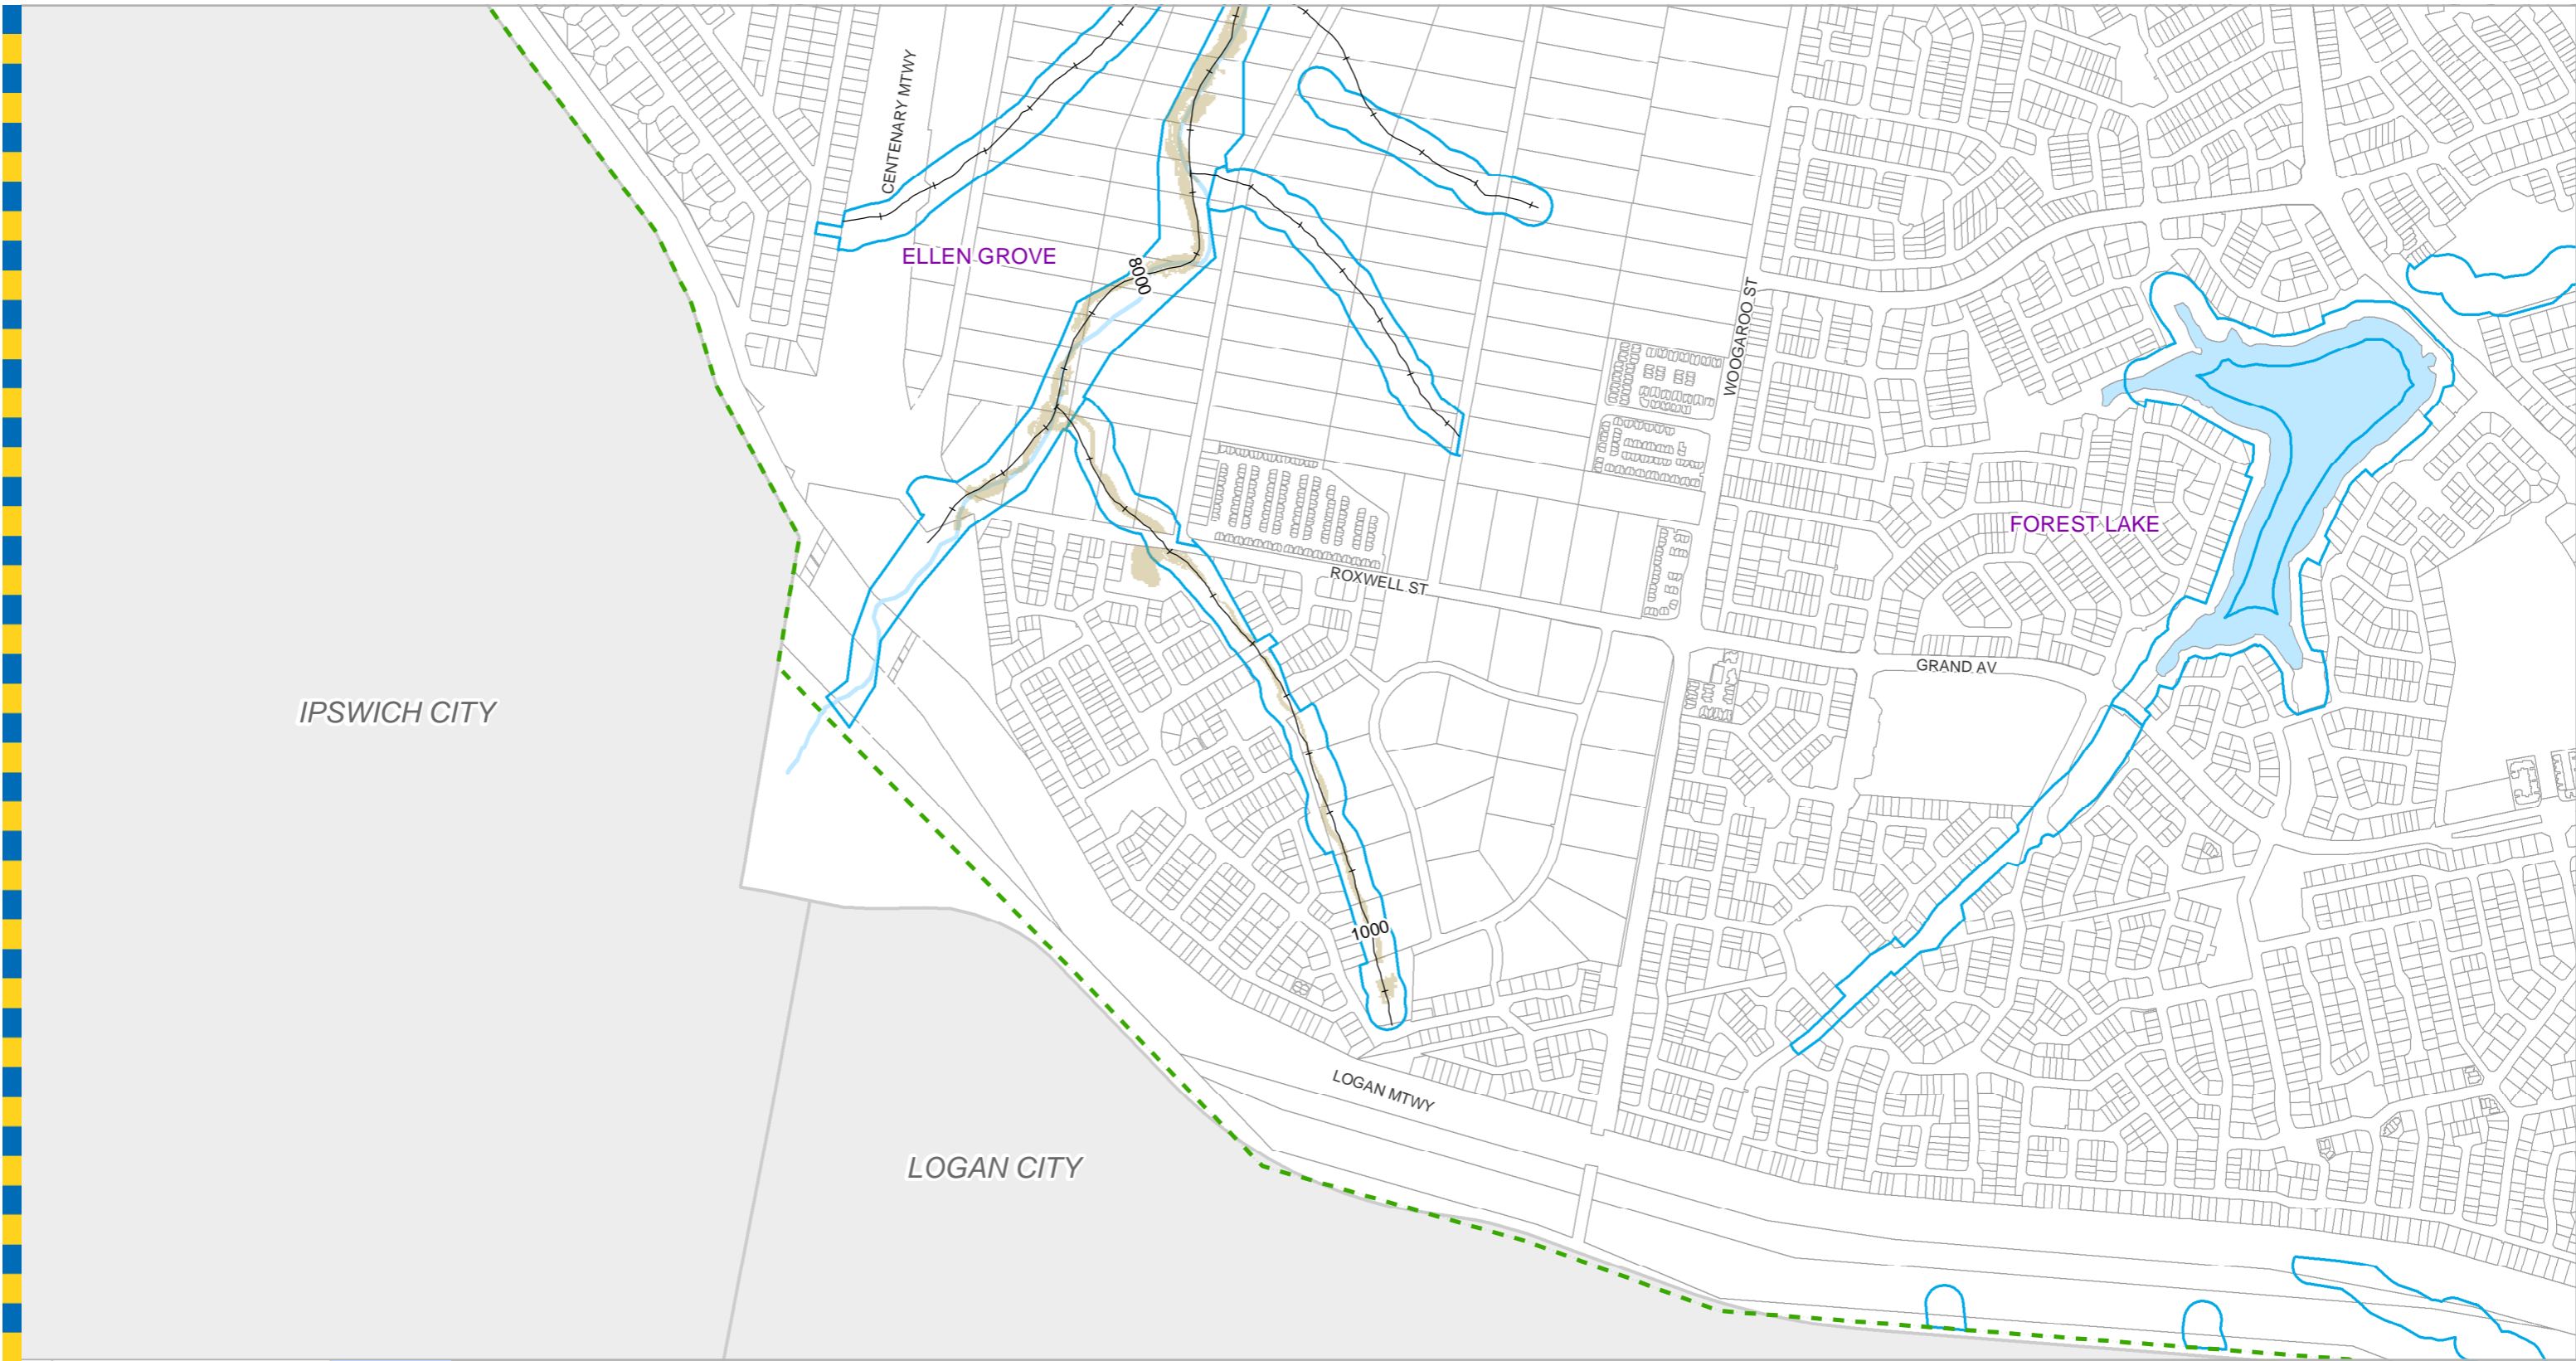 CENTENARY MTWY
ELLEN GROVE
8000
WOOGAROO ST
FOREST LAKE
ROXWELL ST
GRAND AV
IPSWICH CITY
1000
LOGAN MTWY
LOGAN CITY